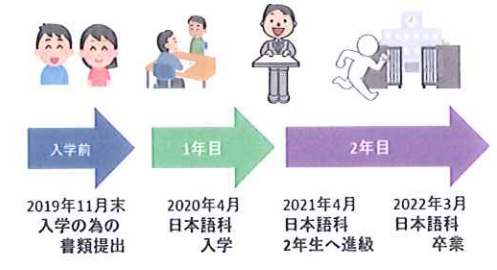 入学前
1年目
2年目
2019年11月末
入学の為の
書類提出
2020年4月
日本語科
入学
2021年4月
日本語科
2年生へ進級
2022年3月
日本語科
卒業